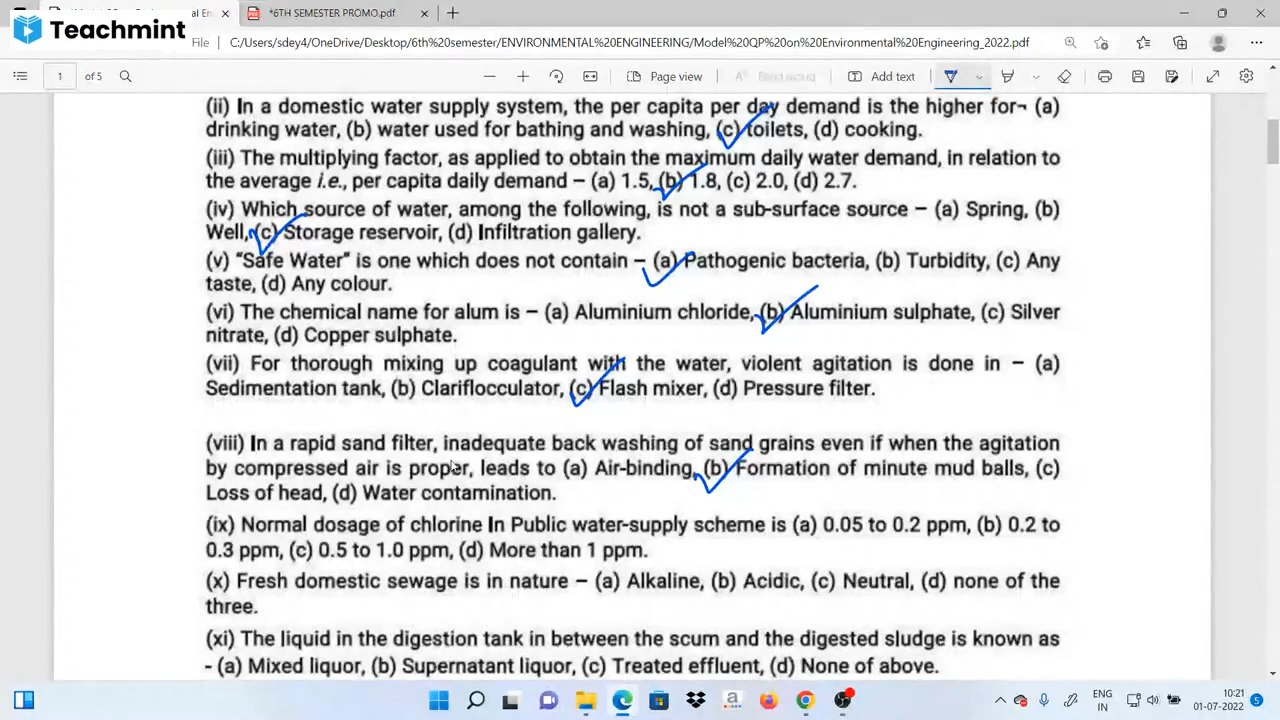 al En
*6TH SEMESTER PROMO.pdf
Teachmint
File C:/Users/sdey4/OneDrive/Desktop/6th%20semester/ENVIRONMENTAL%20ENGINEERING/Model%20QP%20on%20Environmental%20Engineering_2022.pdf
1 of 5 Page view Read aloud Add text
(ii) In a domestic water supply system, the per capita per day demand is the higher for¬ (a)
drinking water, (b) water used for bathing and washing, (c) toilets, (d) cooking.
(iii) The multiplying factor, as applied to obtain the maximum daily water demand, in relation to
the average i.e., per capita daily demand – (a) 1.5, (b) 1.8, (c) 2.0, (d) 2.7.
(iv) Which source of water, among the following, is not a sub-surface source – (a) Spring, (b)
Well, (c) Storage reservoir, (d) Infiltration gallery.
(v) “Safe Water” is one which does not contain – (a) Pathogenic bacteria, (b) Turbidity, (c) Any
taste, (d) Any colour.
(vi) The chemical name for alum is – (a) Aluminium chloride, (b) Aluminium sulphate, (c) Silver
nitrate, (d) Copper sulphate.
(vii) For thorough mixing up coagulant with the water, violent agitation is done in – (a)
Sedimentation tank, (b) Clariflocculator, (c) Flash mixer, (d) Pressure filter.
(viii) In a rapid sand filter, inadequate back washing of sand grains even if when the agitation
by compressed air is proper, leads to (a) Air-binding, (b) Formation of minute mud balls, (c)
Loss of head, (d) Water contamination.
(ix) Normal dosage of chlorine In Public water-supply scheme is (a) 0.05 to 0.2 ppm, (b) 0.2 to
0.3 ppm, (c) 0.5 to 1.0 ppm, (d) More than 1 ppm.
(x) Fresh domestic sewage is in nature – (a) Alkaline, (b) Acidic, (c) Neutral, (d) none of the
three.
(xi) The liquid in the digestion tank in between the scum and the digested sludge is known as
- (a) Mixed liquor, (b) Supernatant liquor, (c) Treated effluent, (d) None of above.
ENG
IN
10:21
01-07-2022
5